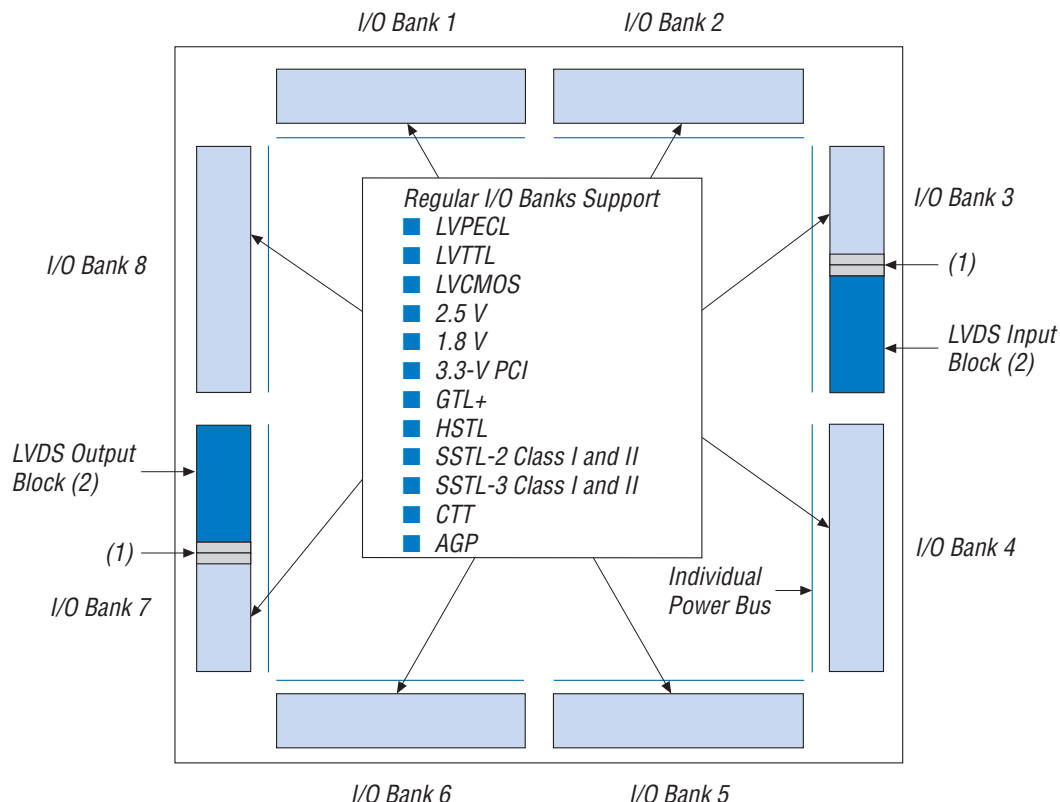 I/O Bank 1
I/O Bank 2
Regular I/O Banks Support
LVPECL
LVTTL
LVCMOS
2.5 V
1.8 V
3.3-V PCI
GTL+
HSTL
SSTL-2 Class I and II
SSTL-3 Class I and II
CTT
AGP
I/O Bank 8
I/O Bank 3
(1)
LVDS Input
Block (2)
LVDS Output
Block (2)
(1)
I/O Bank 7
I/O Bank 4
Individual
Power Bus
I/O Bank 6
I/O Bank 5